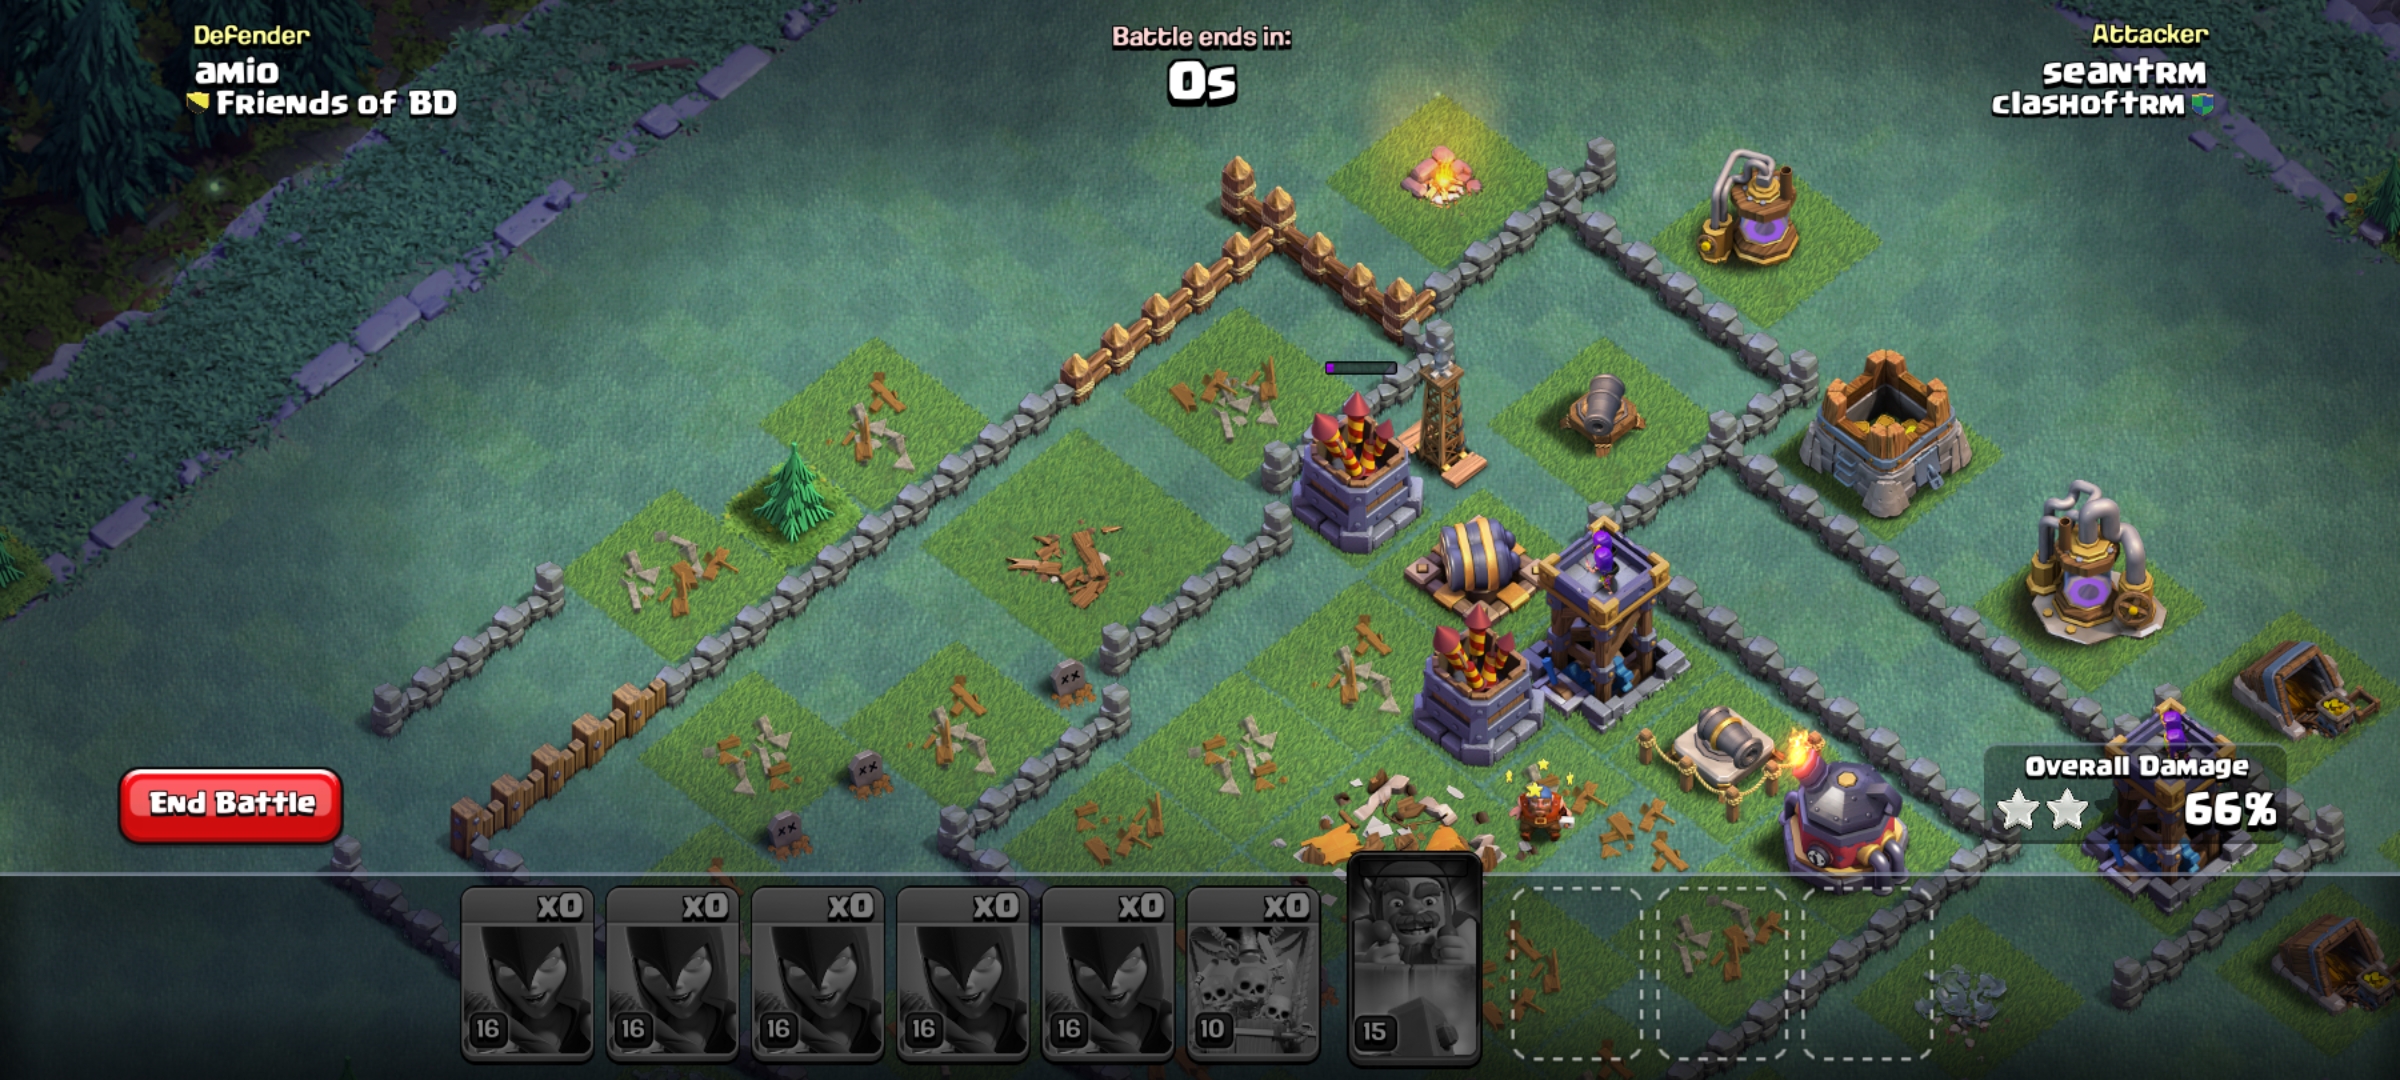 Defender
aMio
Friends of BD
Battle ends in:
0s
Attacker
seantRM
clashoftRM
End Battle
Overall Damage
66%
x0
x0
x0
x0
x0
x0
16
16
16
16
16
10
15